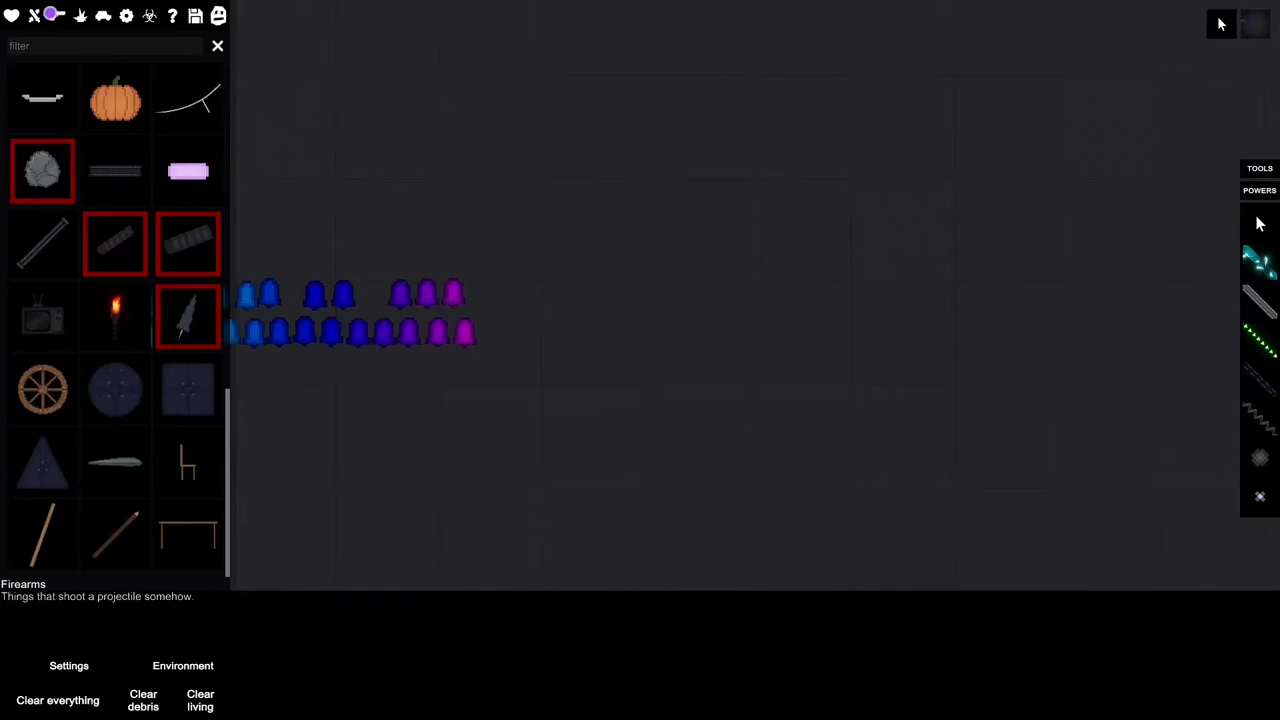 filter
TOOLS
POWERS
Firearms
Things that shoot a projectile somehow.
Settings
Environment
Clear everything
Clear
debris
Clear
living